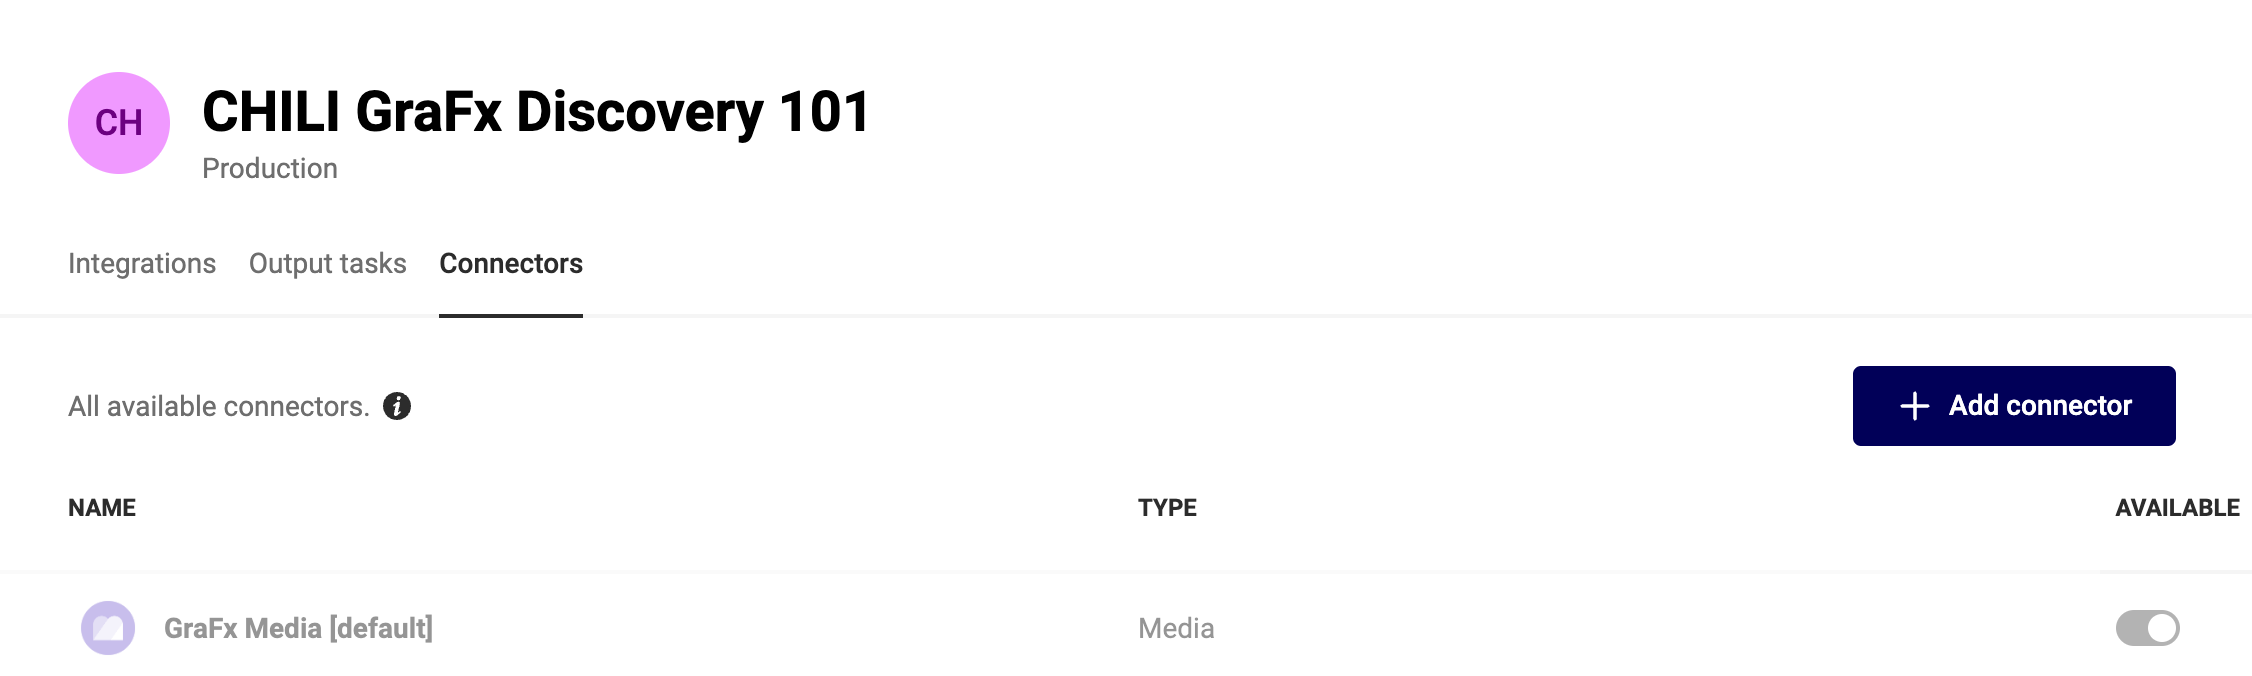 CH
CHILI GraFx Discovery 101
Production
Integrations Output tasks Connectors
All available connectors. i
+ Add connector
NAME TYPE AVAILABLE
GraFx Media [default] Media